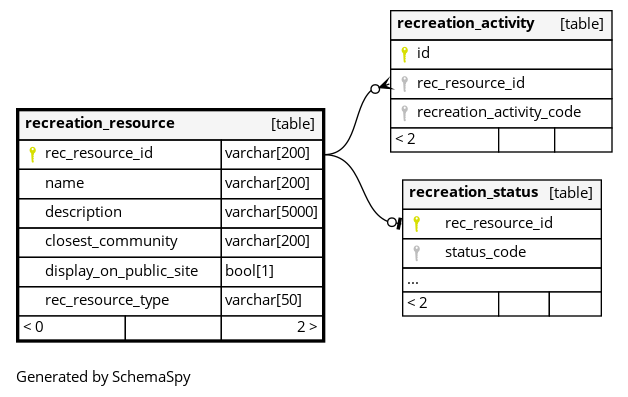 recreation_activity [table]
id
rec_resource_id
recreation_activity_code
< 2
recreation_resource [table]
rec_resource_id varchar[200]
name varchar[200]
description varchar[5000]
closest_community varchar[200]
display_on_public_site bool[1]
rec_resource_type varchar[50]
< 0 2 >
recreation_status [table]
rec_resource_id
status_code
...
< 2
Generated by SchemaSpy